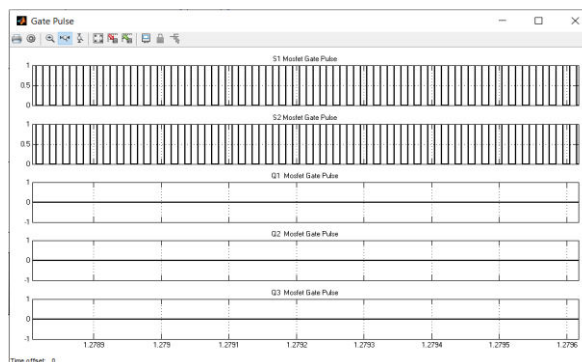 Gate Pulse
S1 Mosfet Gate Pulse
1
0.5
0
S2 Mosfet Gate Pulse
1
0.5
0
Q1 Mosfet Gate Pulse
1
0
-1
Q2 Mosfet Gate Pulse
1
0
-1
Q3 Mosfet Gate Pulse
1
0
-1
1.2789 1.279 1.2791 1.2792 1.2793 1.2794 1.2795 1.2796
Time offset: 0